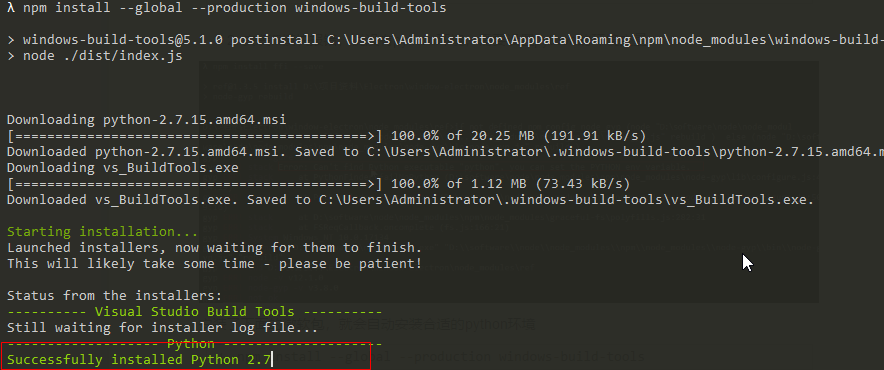 λ npm install --global --production windows-build-tools
> windows-build-tools@5.1.0 postinstall C:\Users\Administrator\AppData\Roaming\npm\node_modules\windows-build-
> node ./dist/index.js
Downloading python-2.7.15.amd64.msi
[============================================>] 100.0% of 20.25 MB (191.91 kB/s)
Downloaded python-2.7.15.amd64.msi. Saved to C:\Users\Administrator\.windows-build-tools\python-2.7.15.amd64.m
Downloading vs_BuildTools.exe
[============================================>] 100.0% of 1.12 MB (73.43 kB/s)
Downloaded vs_BuildTools.exe. Saved to C:\Users\Administrator\.windows-build-tools\vs_BuildTools.exe.
Starting installation...
Launched installers, now waiting for them to finish.
This will likely take some time - please be patient!
Status from the installers:
---------- Visual Studio Build Tools ----------
Still waiting for installer log file...
------------------- Python --------------------
Successfully installed Python 2.7